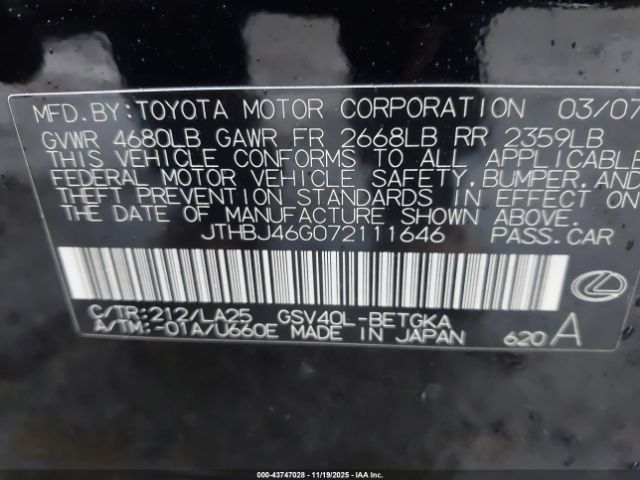 MFD. BY: TOYOTA MOTOR CORPORATION 03/07
GVWR 4680LB GAWR FR 2668LB RR 2359LB
THIS VEHICLE CONFORMS TO ALL APPLICABLE
FEDERAL MOTOR VEHICLE SAFETY, BUMPER, AND
THEFT PREVENTION STANDARDS IN EFFECT ON
THE DATE OF MANUFACTURE SHOWN ABOVE.
JTHBJ46G072111646 PASS.CAR
C/TR:212/LA25 GSV40L-BETGKA
A/TM:-01A/U660E MADE IN JAPAN 620 A
000-43747028 - 11/19/2025 - IAA Inc.